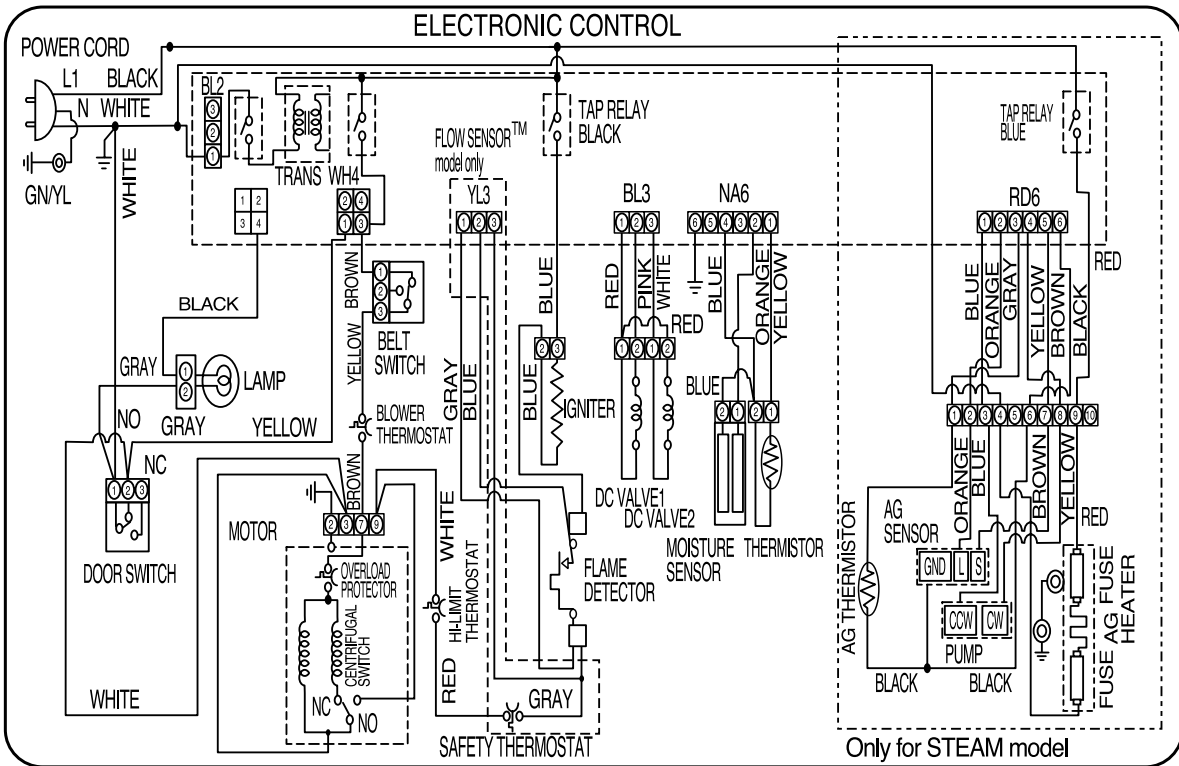 ELECTRONIC CONTROL
POWER CORD
L1 BLACK
N WHITE
GN/YL
WHITE
BL2
3
2
1
TRANS
WH4
2 4
1 3
1 2
3 4
FLOW SENSOR™
model only
YL3
1 2 3
TAP RELAY
BLACK
BL3
1 2 3
NA6
6 5 4 3 2 1
TAP RELAY
BLUE
RD6
1 2 3 4 5 6
RED
BLACK
BROWN
1
2
3
BELT
SWITCH
YELLOW
GRAY
1
2
LAMP
GRAY
NO
YELLOW
NC
1 2 3
DOOR SWITCH
BLOWER
THERMOSTAT
BROWN
MOTOR
2 3 7 9
OVERLOAD
PROTECTOR
CENTRIFUGAL
SWITCH
NC
NO
WHITE
WHITE
HI-LIMIT
THERMOSTAT
RED
GRAY
BLUE
BLUE
BLUE
2 3
IGNITER
FLAME
DETECTOR
GRAY
SAFETY THERMOSTAT
RED
PINK
WHITE
RED
1 2 1 2
DC VALVE1
DC VALVE2
BLUE
ORANGE
YELLOW
BLUE
2 1
2 1
MOISTURE
SENSOR
THERMISTOR
BLUE
ORANGE
GRAY
YELLOW
BROWN
BLACK
1 2 3 4 5 6 7 8 9 10
ORANGE
BLUE
BROWN
YELLOW
RED
AG THERMISTOR
AG
SENSOR
GND L S
CCW CW
PUMP
BLACK
BLACK
FUSE AG FUSE
HEATER
Only for STEAM model